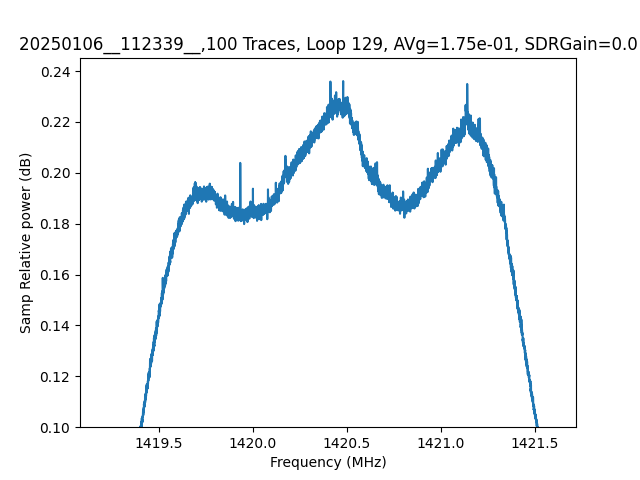 20250106__112339__,100 Traces, Loop 129, AVg=1.75e-01, SDRGain=0.0
0.24
0.22
0.20
0.18
0.16
0.14
0.12
0.10
Samp Relative power (dB)
1419.5 1420.0 1420.5 1421.0 1421.5
Frequency (MHz)